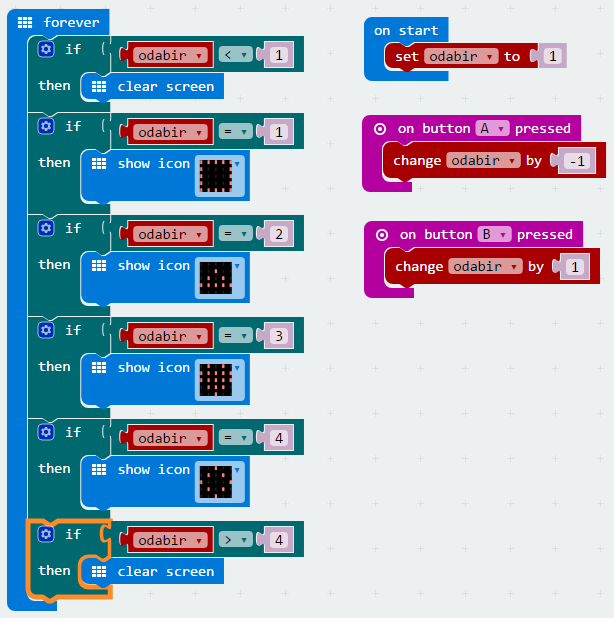 forever
if odabir < 1
then clear screen
if odabir = 1
then show icon
if odabir = 2
then show icon
if odabir = 3
then show icon
if odabir = 4
then show icon
if odabir > 4
then clear screen
on start
set odabir to 1
on button A pressed
change odabir by -1
on button B pressed
change odabir by 1